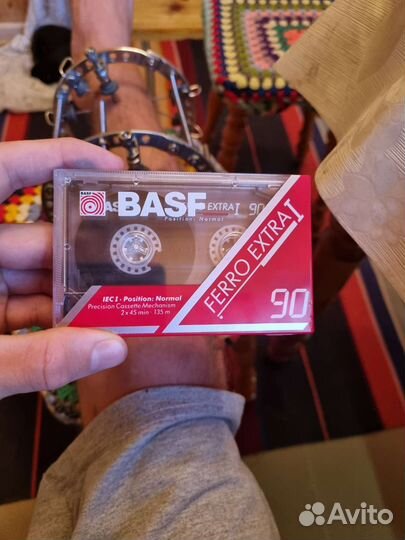 BASF
BASF EXTRA I 90
Position: Normal
FERRO EXTRA I
IEC I · Position: Normal
Precision Cassette Mechanism
2 x 45 min · 135 m
90
Avito